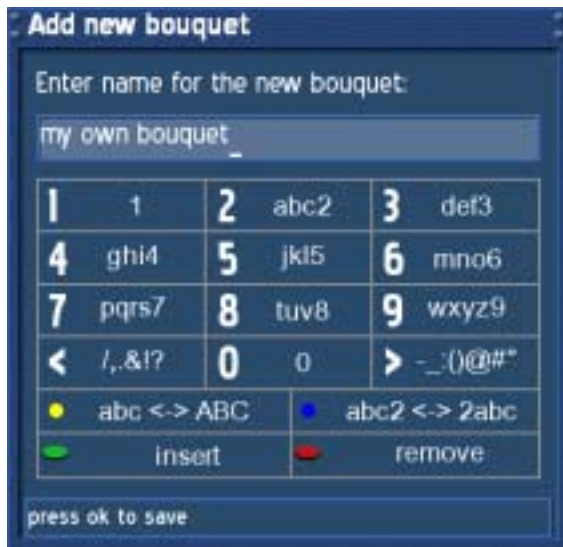 Add new bouquet
Enter name for the new bouquet:
my own bouquet_
1 1 2 abc2 3 def3
4 ghi4 5 jkl5 6 mno6
7 pqrs7 8 tuv8 9 wxyz9
< /,.&!? 0 0 > -_:()@#*
abc <-> ABC abc2 <-> 2abc
insert remove
press ok to save